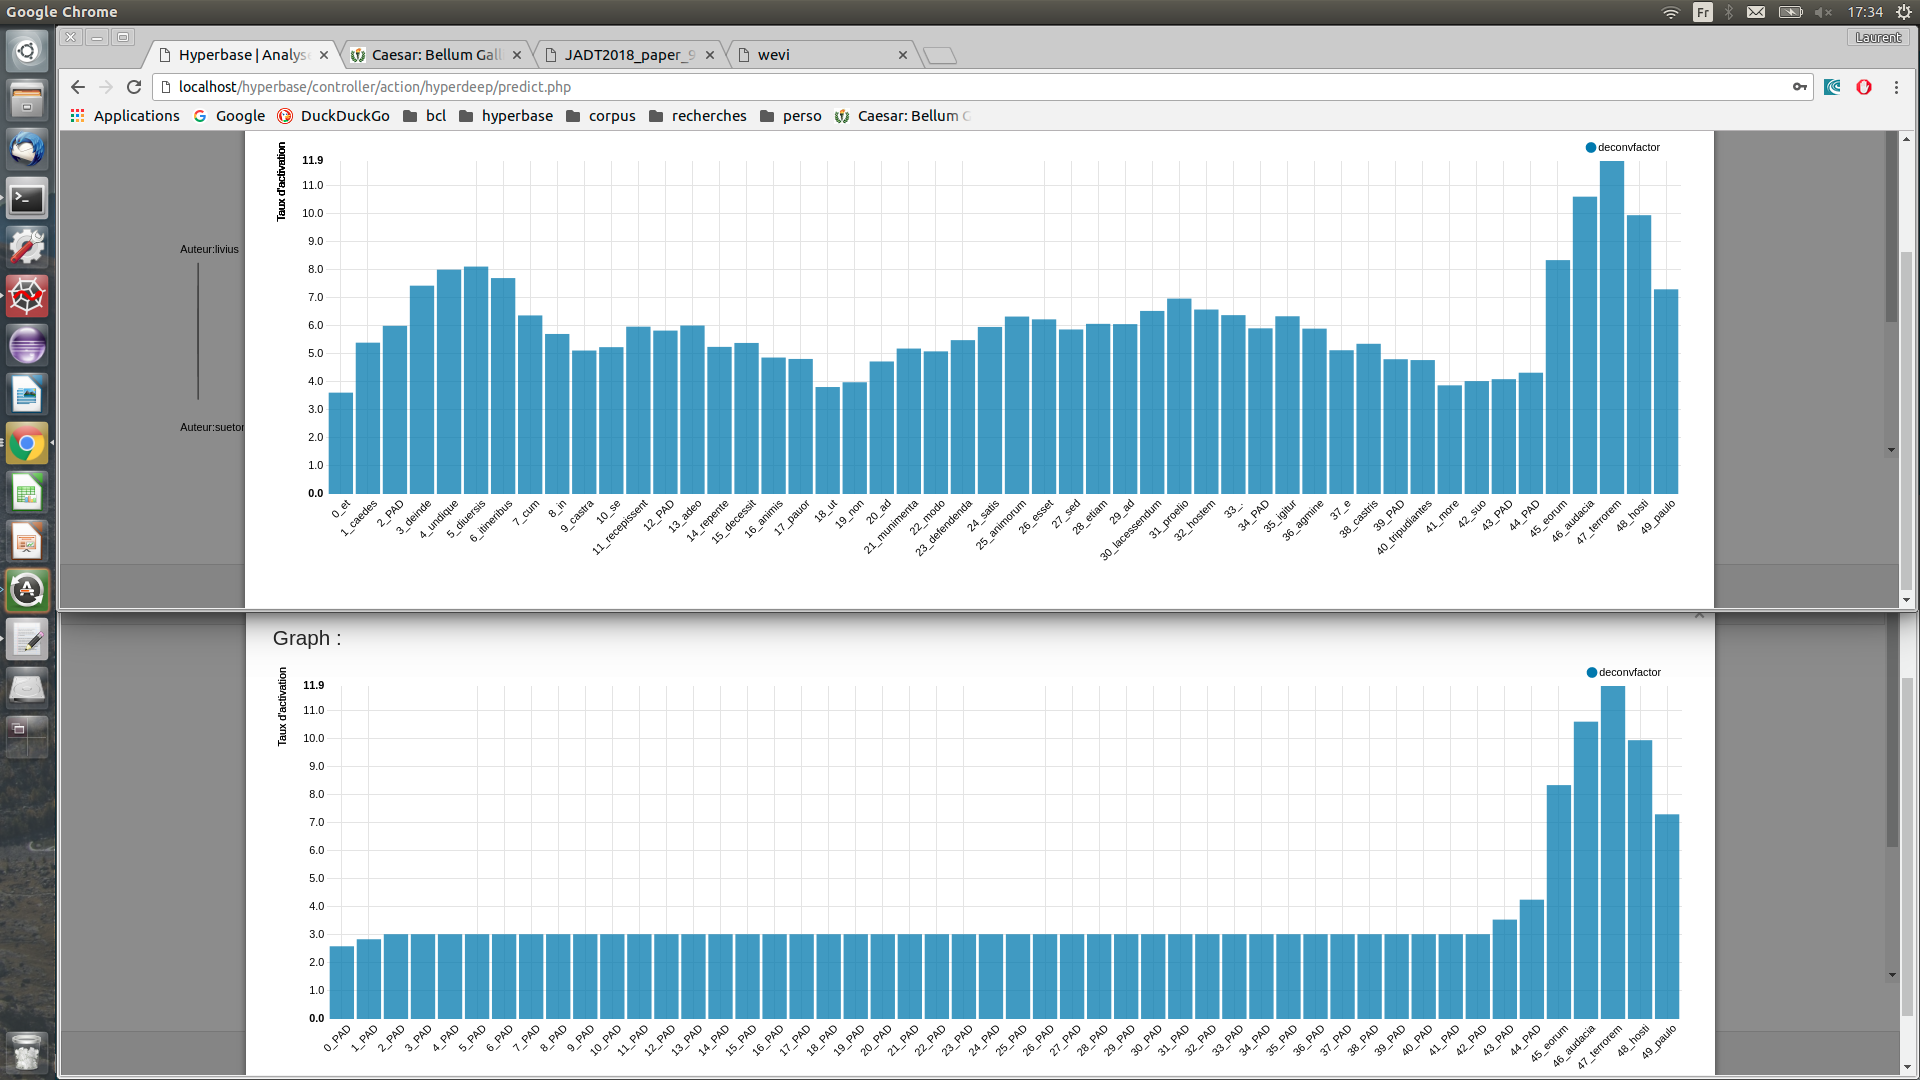 Google Chrome
Fr
17:34
Laurent
Hyperbase | Analyse
Caesar: Bellum Gall
JADT2018_paper_9
wevi
localhost/hyperbase/controller/action/hyperdeep/predict.php
Applications
Google
DuckDuckGo
bcl
hyperbase
corpus
recherches
perso
Caesar: Bellum G
Auteur:livius
Auteur:sueton
Taux d'activation
deconvfactor
11.9
11.0
10.0
9.0
8.0
7.0
6.0
5.0
4.0
3.0
2.0
1.0
0.0
0_et
1_caedes
2_PAD
3_deinde
4_undique
5_diuersis
6_itineribus
7_cum
8_in
9_castra
10_se
11_recepissent
12_PAD
13_adeo
14_repente
15_decessit
16_animis
17_pauor
18_ut
19_non
20_ad
21_munimenta
22_modo
23_defendenda
24_satis
25_animorum
26_esset
27_sed
28_etiam
29_ad
30_lacessendum
31_proelio
32_hostem
33_.
34_PAD
35_igitur
36_agmine
37_e
38_castris
39_PAD
40_tripudiantes
41_more
42_suo
43_PAD
44_PAD
45_eorum
46_audacia
47_terrorem
48_hosti
49_paulo
Graph :
Taux d'activation
deconvfactor
11.9
11.0
10.0
9.0
8.0
7.0
6.0
5.0
4.0
3.0
2.0
1.0
0.0
0_PAD
1_PAD
2_PAD
3_PAD
4_PAD
5_PAD
6_PAD
7_PAD
8_PAD
9_PAD
10_PAD
11_PAD
12_PAD
13_PAD
14_PAD
15_PAD
16_PAD
17_PAD
18_PAD
19_PAD
20_PAD
21_PAD
22_PAD
23_PAD
24_PAD
25_PAD
26_PAD
27_PAD
28_PAD
29_PAD
30_PAD
31_PAD
32_PAD
33_PAD
34_PAD
35_PAD
36_PAD
37_PAD
38_PAD
39_PAD
40_PAD
41_PAD
42_PAD
43_PAD
44_PAD
45_eorum
46_audacia
47_terrorem
48_hosti
49_paulo